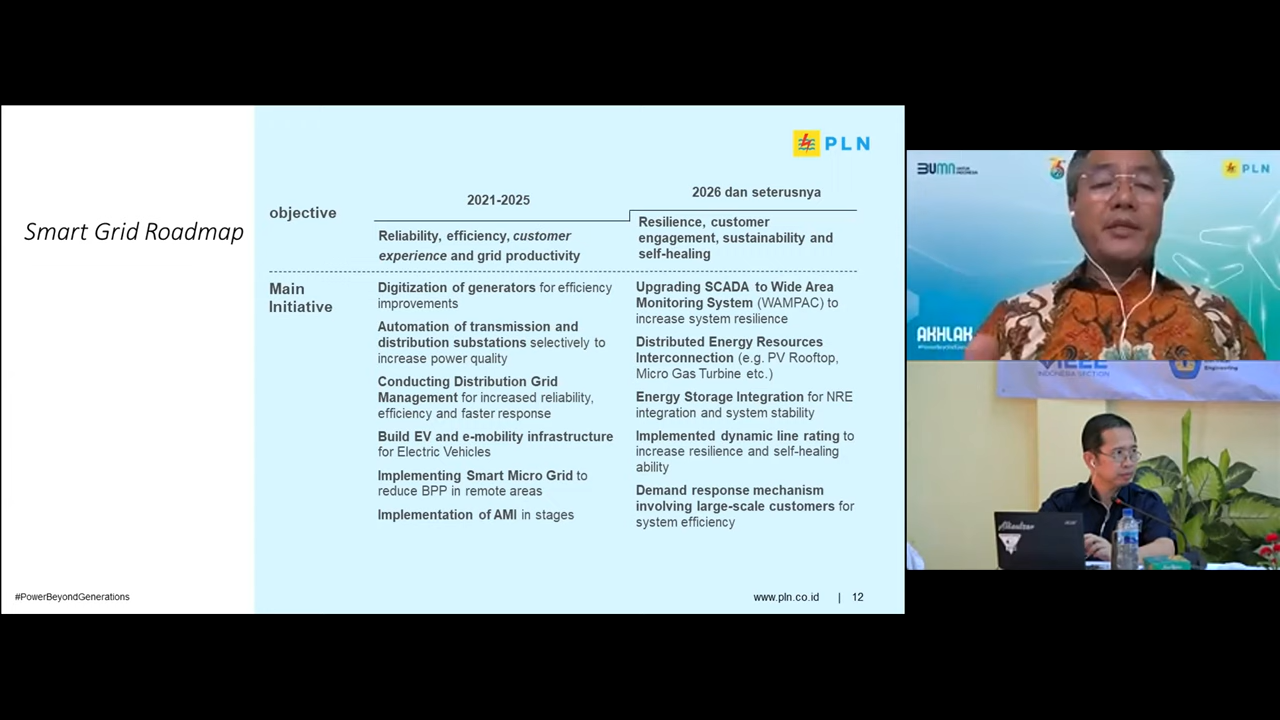 PLN
Smart Grid Roadmap
objective
2021-2025
2026 dan seterusnya
Reliability, efficiency, customer
experience and grid productivity
Resilience, customer
engagement, sustainability and
self-healing
Main
Initiative
Digitization of generators for efficiency
improvements
Automation of transmission and
distribution substations selectively to
increase power quality
Conducting Distribution Grid
Management for increased reliability,
efficiency and faster response
Build EV and e-mobility infrastructure
for Electric Vehicles
Implementing Smart Micro Grid to
reduce BPP in remote areas
Implementation of AMI in stages
Upgrading SCADA to Wide Area
Monitoring System (WAMPAC) to
increase system resilience
Distributed Energy Resources
Interconnection (e.g. PV Rooftop,
Micro Gas Turbine etc.)
Energy Storage Integration for NRE
integration and system stability
Implemented dynamic line rating to
increase resilience and self-healing
ability
Demand response mechanism
involving large-scale customers for
system efficiency
#PowerBeyondGenerations
www.pln.co.id | 12
BUMN UNTUK
INDONESIA
PLN
AKHLAK
INDONESIA SECTION
Engineering